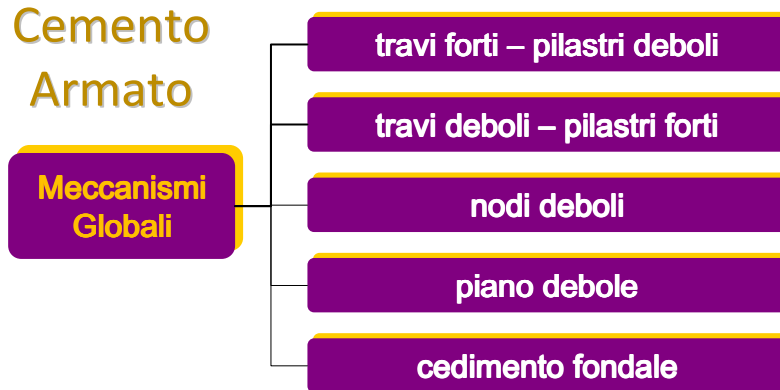 Cemento
Armato
Meccanismi
Globali
travi forti – pilastri deboli
travi deboli – pilastri forti
nodi deboli
piano debole
cedimento fondale